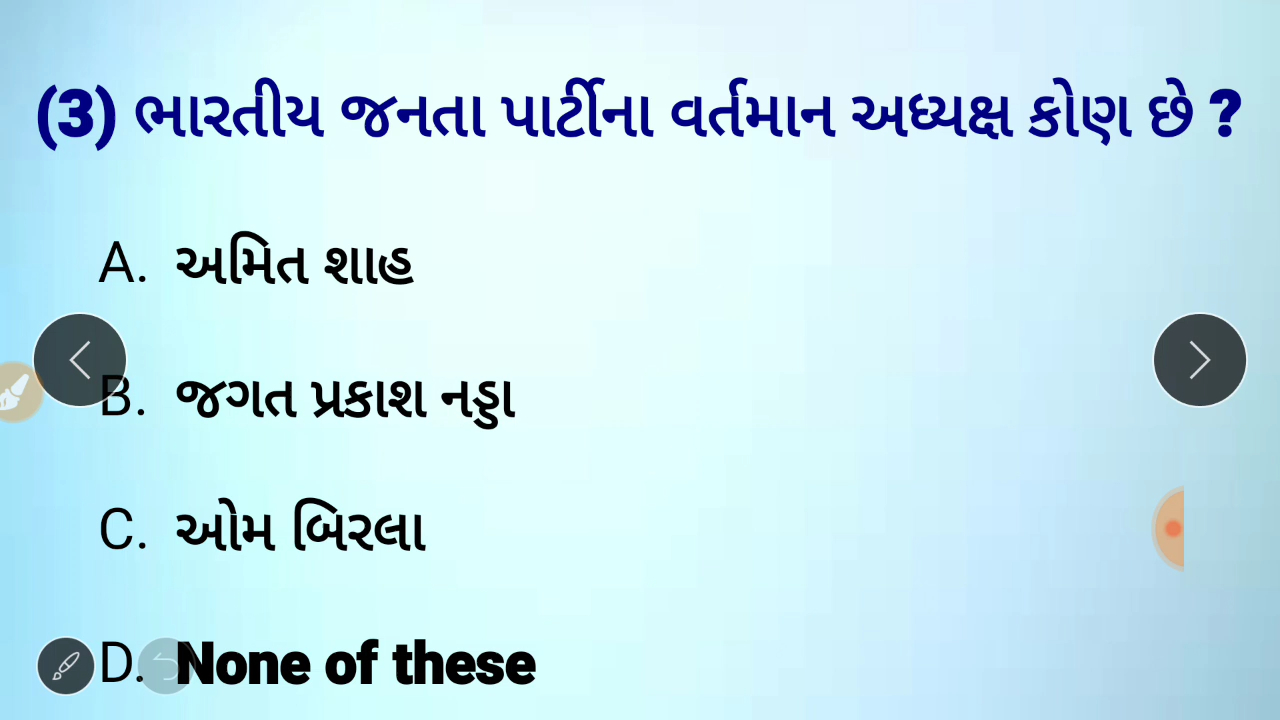 (3) ભારતીય જનતા પાર્ટીના વર્તમાન અધ્યક્ષ કોણ છે ?
A. અમિત શાહ
B. જગત પ્રકાશ નડ્ડા
C. ઓમ બિરલા
D. None of these